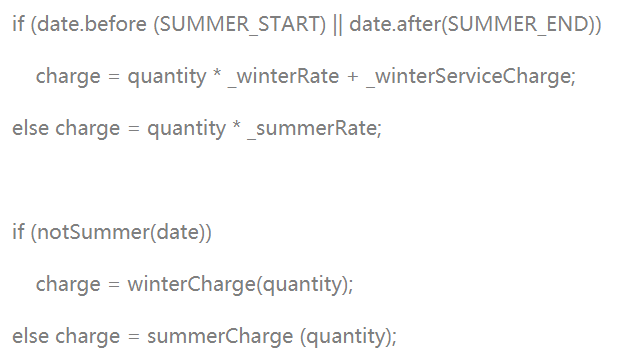 if (date.before (SUMMER_START) || date.after(SUMMER_END))
charge = quantity * _winterRate + _winterServiceCharge;
else charge = quantity * _summerRate;
if (notSummer(date))
charge = winterCharge(quantity);
else charge = summerCharge (quantity);